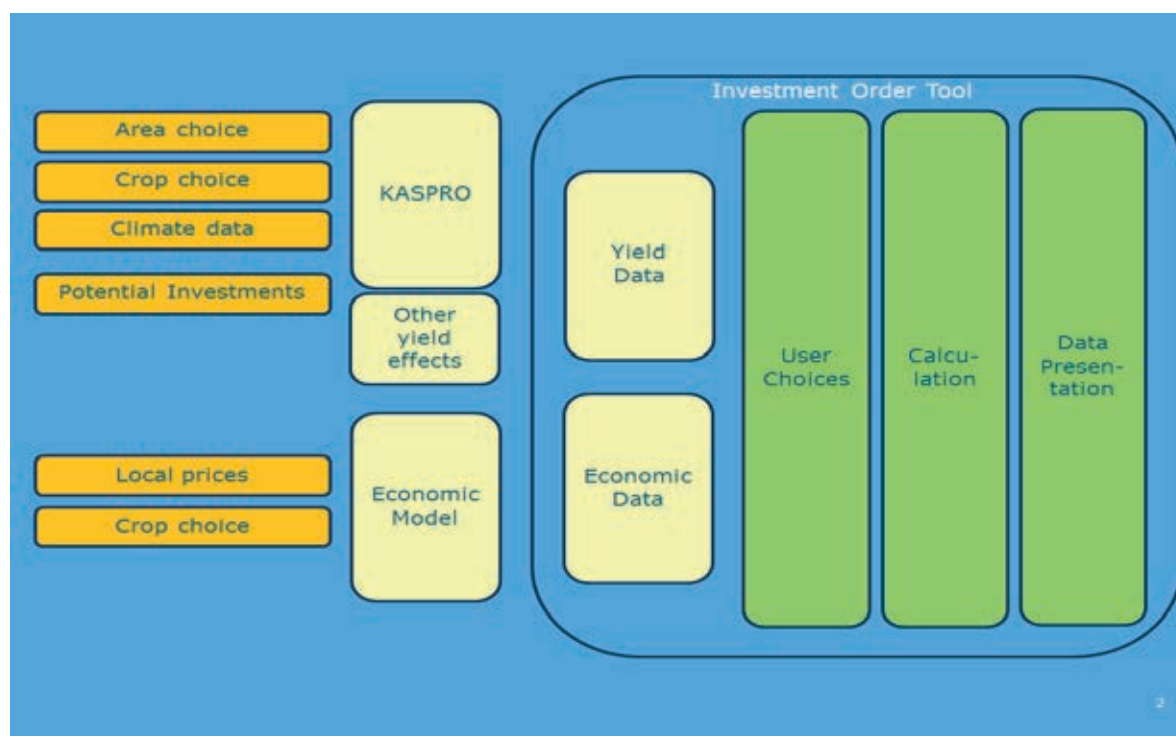 Investment Order Tool
Area choice
Crop choice
Climate data
Potential Investments
KASPRO
Other
yield
effects
Local prices
Crop choice
Economic
Model
Yield
Data
Economic
Data
User
Choices
Calcu-
lation
Data
Presen-
tation
2